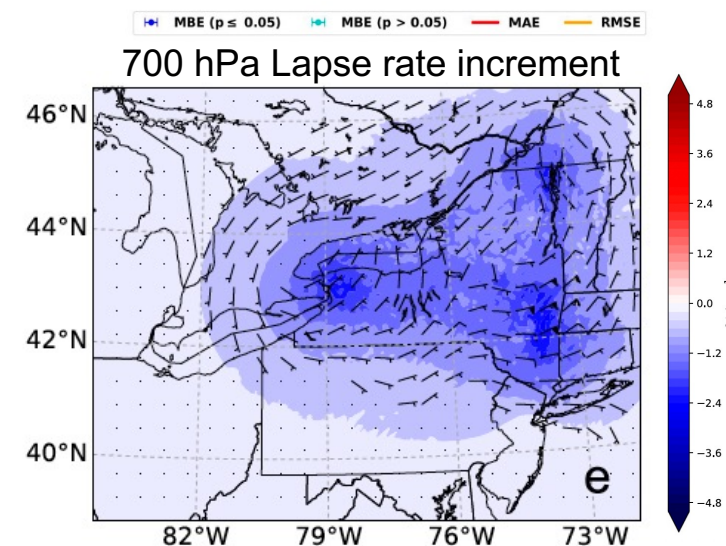 MBE (p ≤ 0.05) MBE (p > 0.05) MAE RMSE
700 hPa Lapse rate increment
46°N
44°N
42°N
40°N
82°W 79°W 76°W 73°W
e
4.8
3.6
2.4
1.2
0.0
−1.2
−2.4
−3.6
−4.8